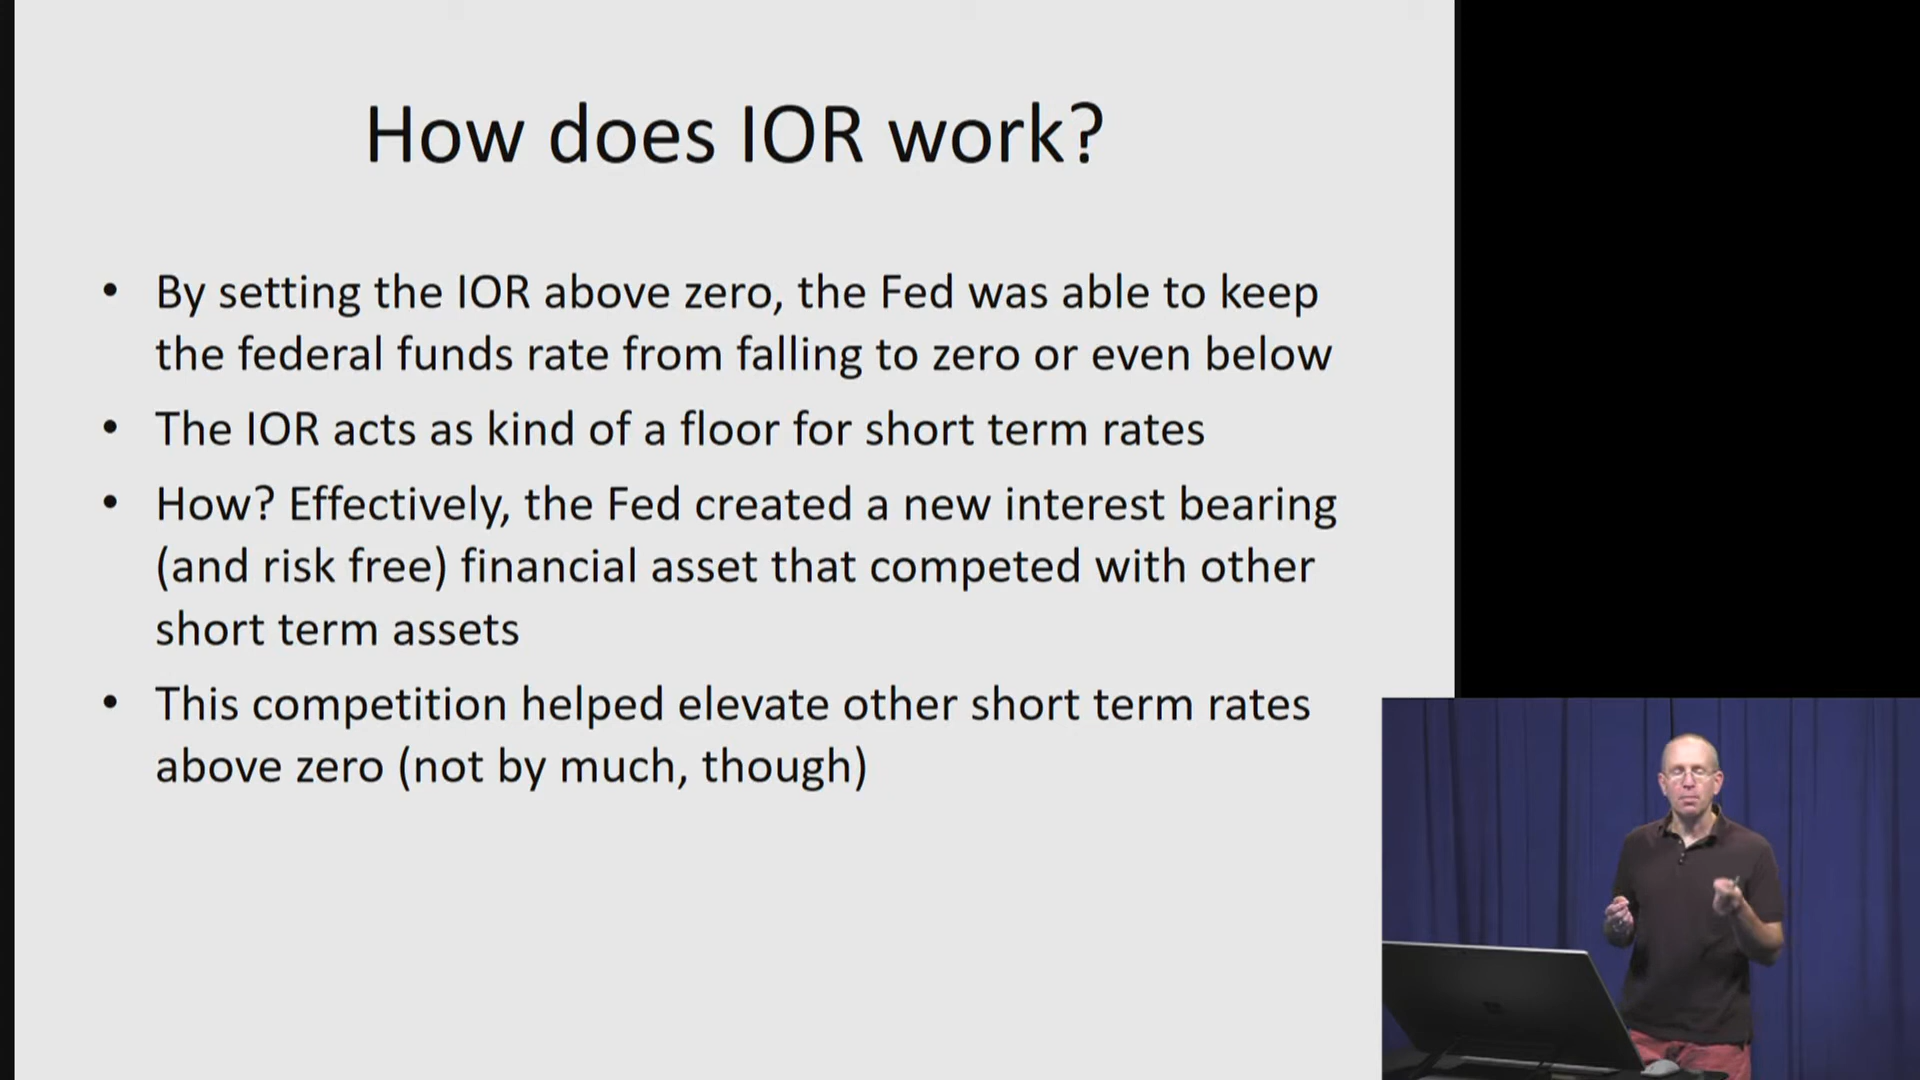 How does IOR work?
• By setting the IOR above zero, the Fed was able to keep
the federal funds rate from falling to zero or even below
• The IOR acts as kind of a floor for short term rates
• How? Effectively, the Fed created a new interest bearing
(and risk free) financial asset that competed with other
short term assets
• This competition helped elevate other short term rates
above zero (not by much, though)